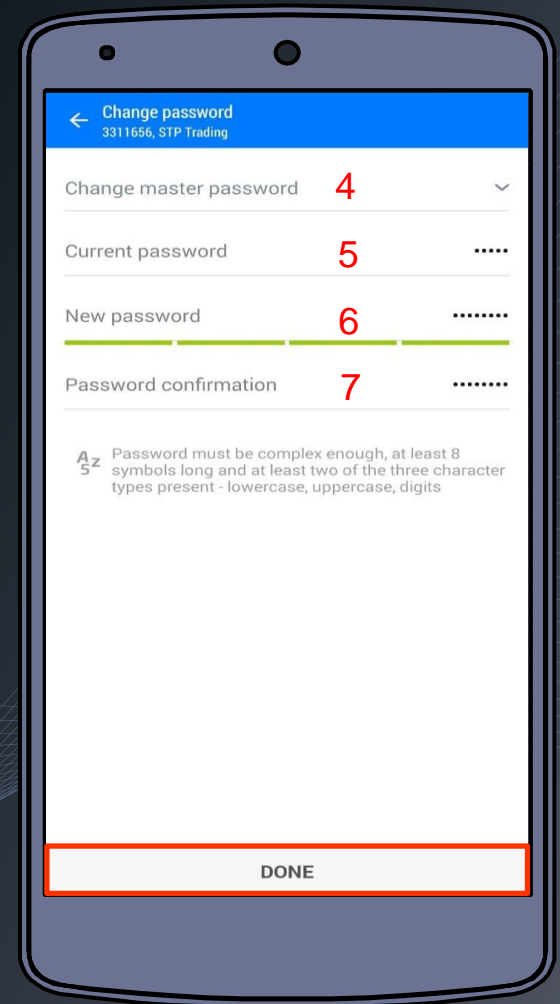 Change password
3311656, STP Trading
Change master password 4
Current password 5 •••••
New password 6 ••••••••
Password confirmation 7 ••••••••
AZ5 Password must be complex enough, at least 8
symbols long and at least two of the three character
types present - lowercase, uppercase, digits
DONE